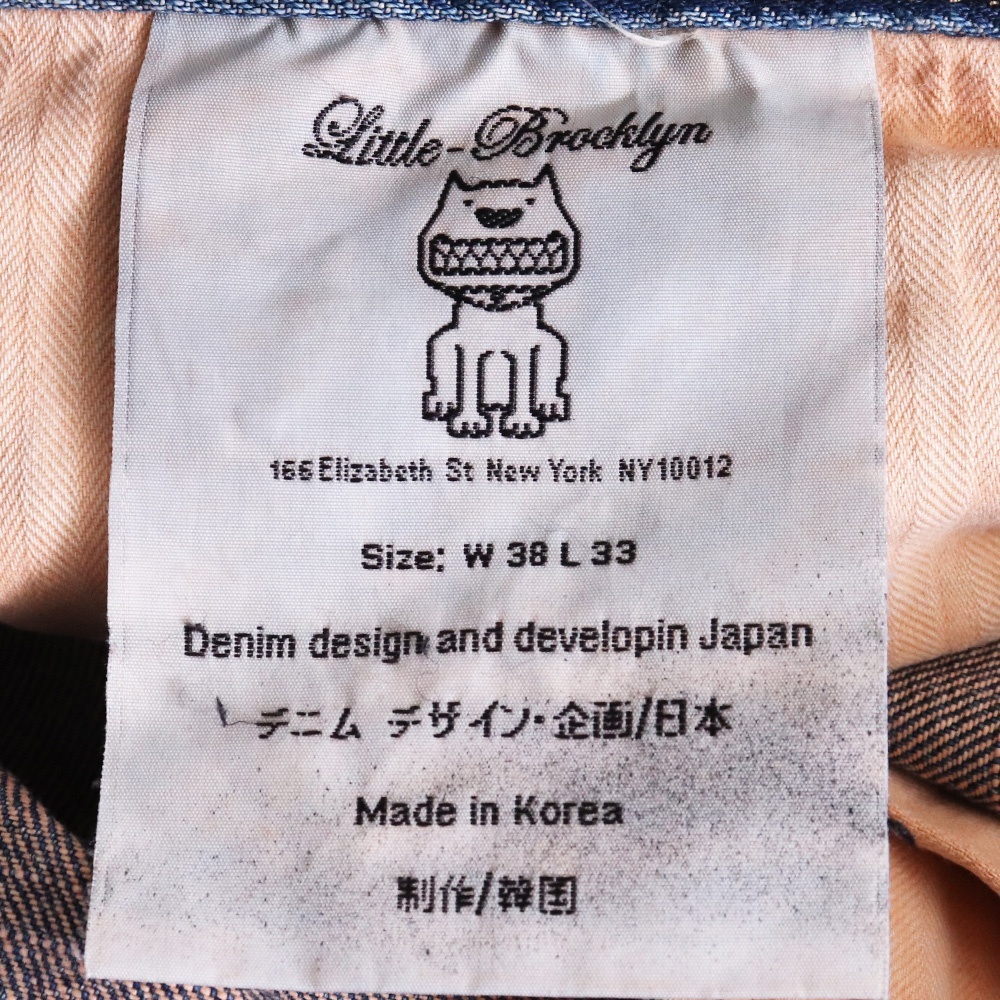 Little-Brocklyn
166 Elizabeth St New York NY10012
Size: W 38 L 33
Denim design and developin Japan
デニム デザイン・企画/日本
Made in Korea
制作/韓国